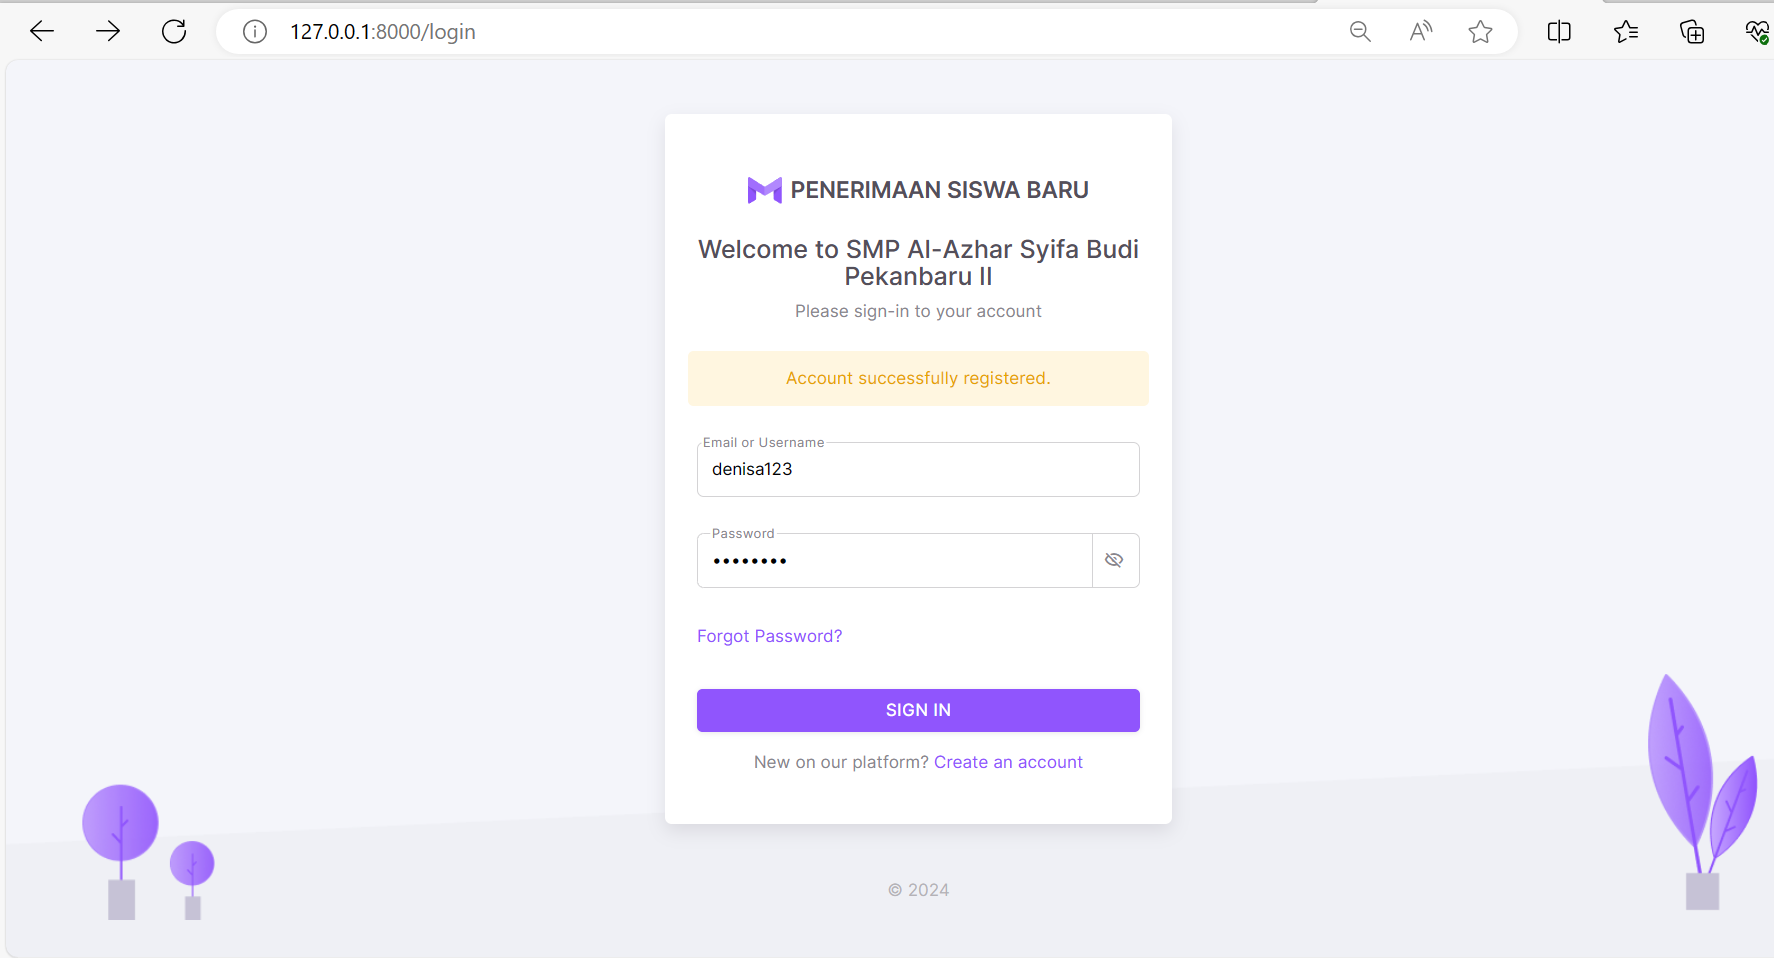 127.0.0.1:8000/login
PENERIMAAN SISWA BARU
Welcome to SMP Al-Azhar Syifa Budi
Pekanbaru II
Please sign-in to your account
Account successfully registered.
Email or Username
denisa123
Password
••••••••
Forgot Password?
SIGN IN
New on our platform? Create an account
© 2024